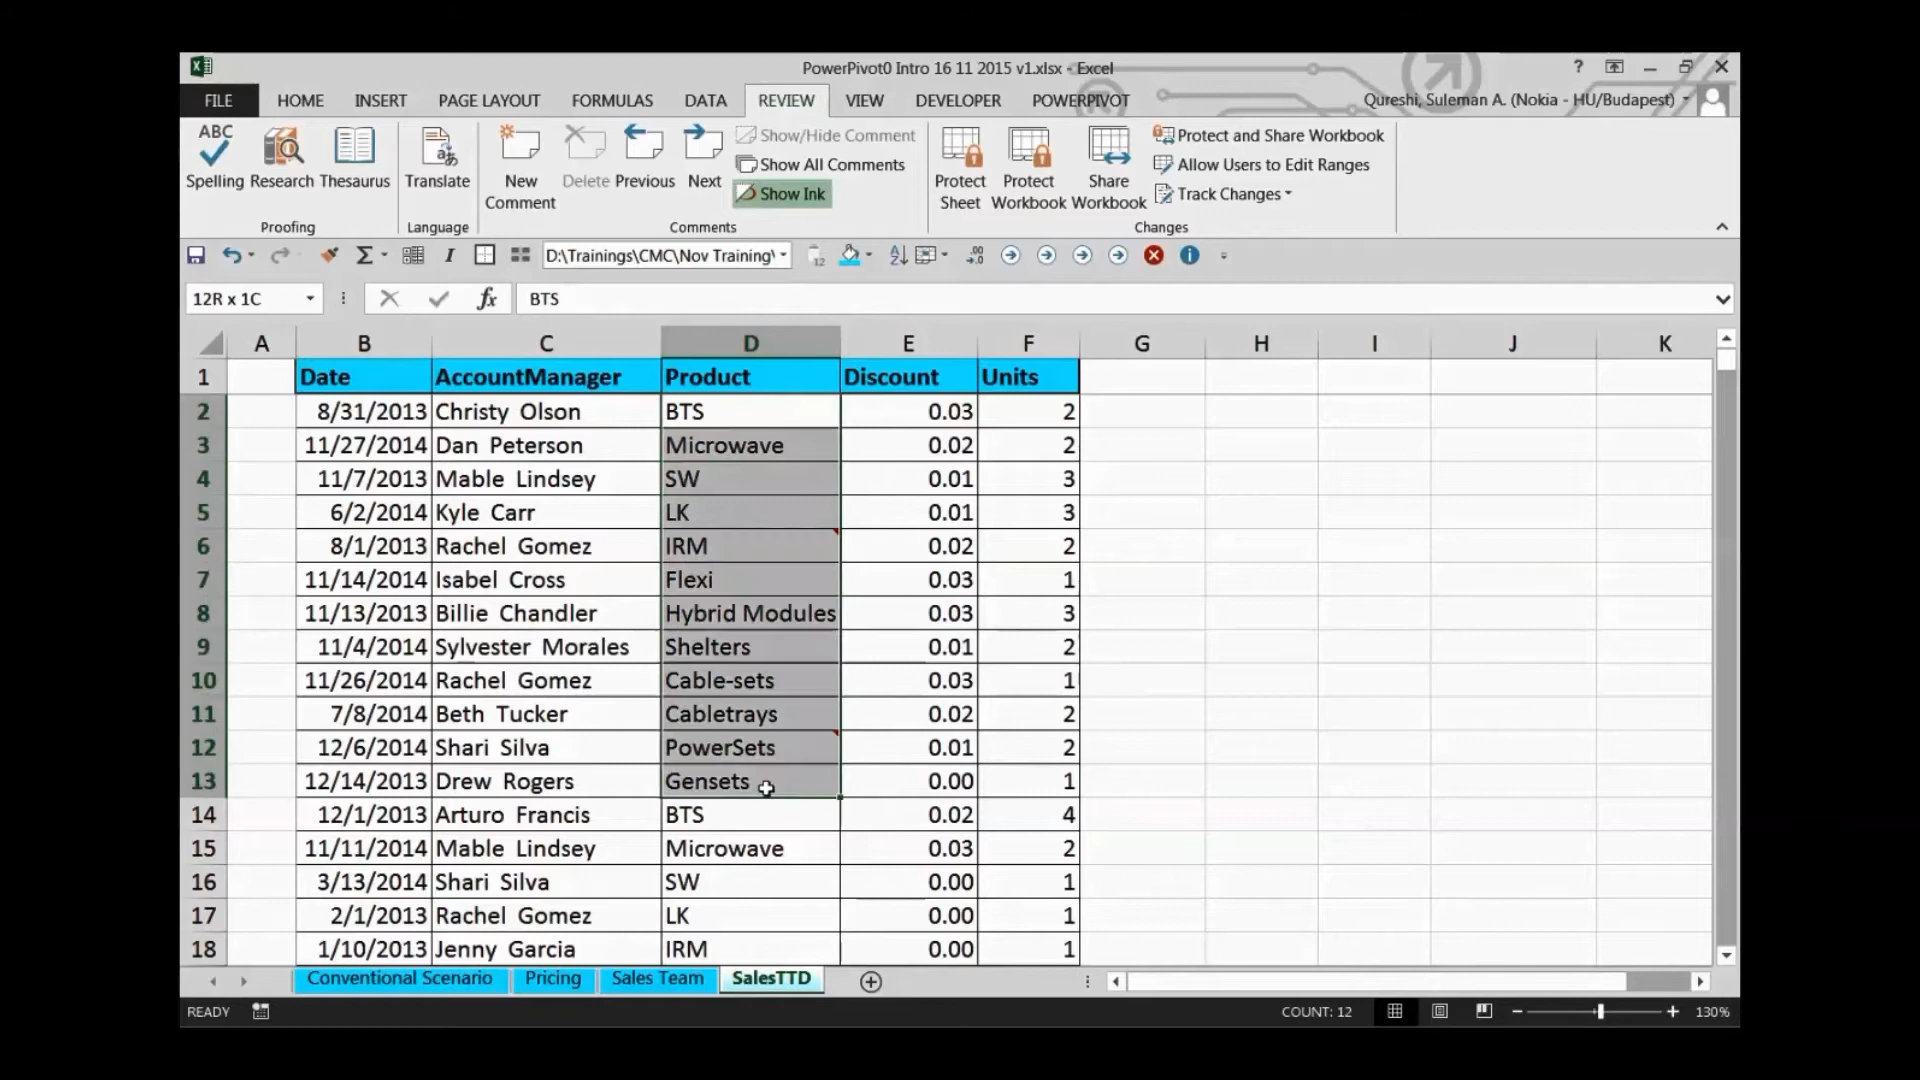 PowerPivot0 Intro 16 11 2015 v1.xlsx - Excel
?
FILE HOME INSERT PAGE LAYOUT FORMULAS DATA REVIEW VIEW DEVELOPER POWERPIVOT Qureshi, Suleman A. (Nokia - HU/Budapest)
ABC
Spelling Research Thesaurus Translate New Comment Delete Previous Next
Show/Hide Comment
Show All Comments
Show Ink
Protect Sheet Protect Workbook Share Workbook
Protect and Share Workbook
Allow Users to Edit Ranges
Track Changes
Proofing Language Comments Changes
D:\Trainings\CMC\Nov Training\
12R x 1C fx BTS
A B C D E F G H I J K
1 Date AccountManager Product Discount Units
2 8/31/2013 Christy Olson BTS 0.03 2
3 11/27/2014 Dan Peterson Microwave 0.02 2
4 11/7/2013 Mable Lindsey SW 0.01 3
5 6/2/2014 Kyle Carr LK 0.01 3
6 8/1/2013 Rachel Gomez IRM 0.02 2
7 11/14/2014 Isabel Cross Flexi 0.03 1
8 11/13/2013 Billie Chandler Hybrid Modules 0.03 3
9 11/4/2014 Sylvester Morales Shelters 0.01 2
10 11/26/2014 Rachel Gomez Cable-sets 0.03 1
11 7/8/2014 Beth Tucker Cabletrays 0.02 2
12 12/6/2014 Shari Silva PowerSets 0.01 2
13 12/14/2013 Drew Rogers Gensets 0.00 1
14 12/1/2013 Arturo Francis BTS 0.02 4
15 11/11/2014 Mable Lindsey Microwave 0.03 2
16 3/13/2014 Shari Silva SW 0.00 1
17 2/1/2013 Rachel Gomez LK 0.00 1
18 1/10/2013 Jenny Garcia IRM 0.00 1
Conventional Scenario Pricing Sales Team SalesTTD
READY COUNT: 12 130%